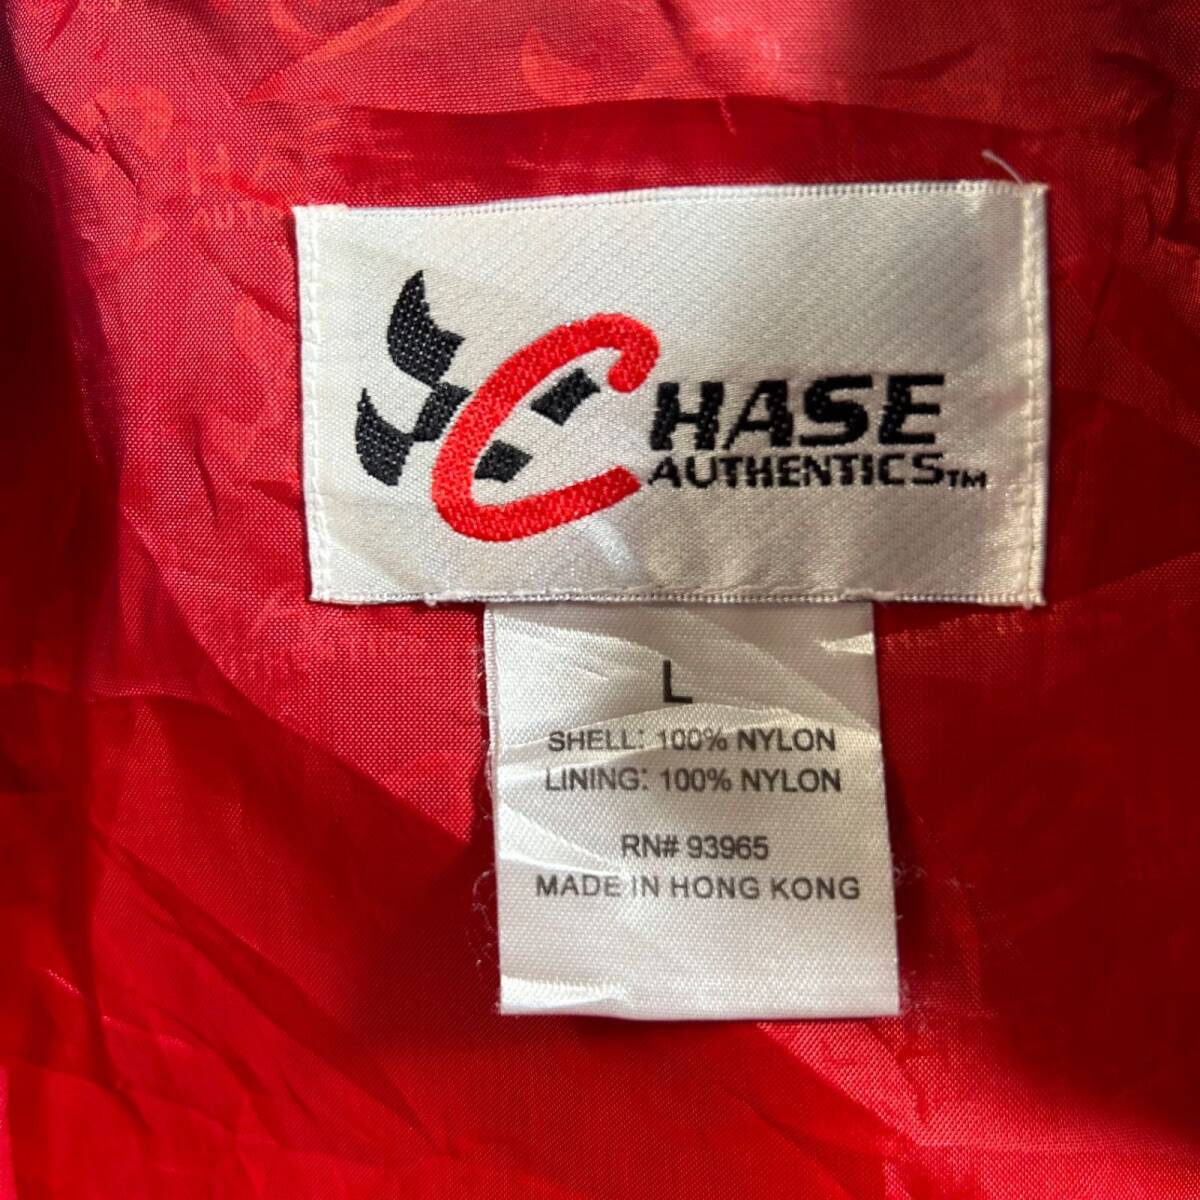 CHASE
AUTHENTICS™
L
SHELL: 100% NYLON
LINING: 100% NYLON
RN# 93965
MADE IN HONG KONG